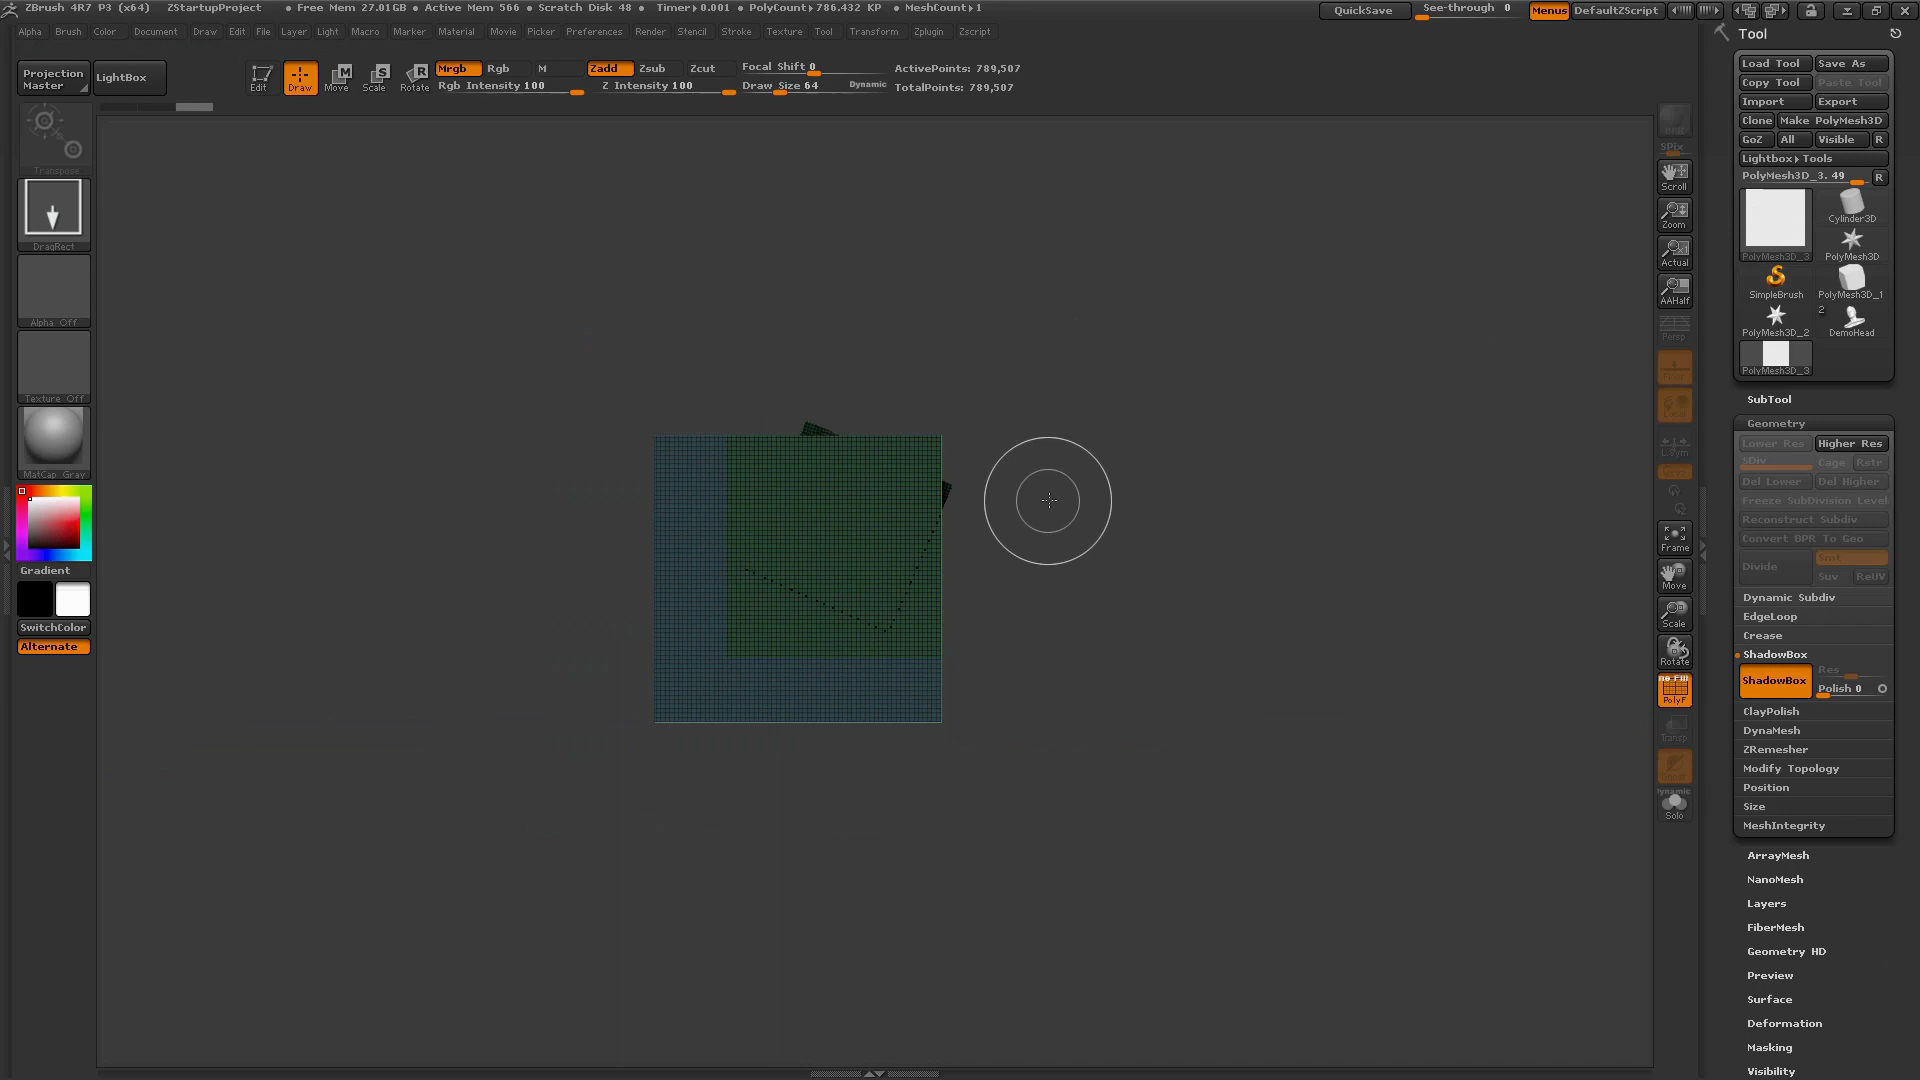 ZBrush 4R7 P3 (x64) ZStartupProject • Free Mem 27.01GB • Active Mem 566 • Scratch Disk 48 • Timer▸0.001 • PolyCount▸786.432 KP • MeshCount▸1 QuickSave See-through 0 Menus DefaultZScript
Alpha Brush Color Document Draw Edit File Layer Light Macro Marker Material Movie Picker Preferences Render Stencil Stroke Texture Tool Transform Zplugin Zscript
Projection Master
LightBox
Edit Draw Move Scale Rotate
Mrgb Rgb M
Rgb Intensity 100
Zadd Zsub Zcut
Z Intensity 100
Focal Shift 0
Draw Size 64 Dynamic
ActivePoints: 789,507
TotalPoints: 789,507
Transpose
DragRect
Alpha Off
Texture Off
MatCap Gray
Gradient
SwitchColor
Alternate
SPix
Scroll
Zoom
Actual
AAHalf
Persp
L.Sym
Frame
Move
Scale
Rotate
PolyF
Transp
Dynamic
Solo
Tool
Load Tool Save As
Copy Tool Paste Tool
Import Export
Clone Make PolyMesh3D
GoZ All Visible R
Lightbox▸Tools
PolyMesh3D_3. 49 R
PolyMesh3D_3 Cylinder3D
PolyMesh3D
SimpleBrush PolyMesh3D_1
2
PolyMesh3D_2 DemoHead
PolyMesh3D_3
SubTool
Geometry
Lower Res Higher Res
SDiv Cage Rstr
Del Lower Del Higher
Freeze SubDivision Level
Reconstruct Subdiv
Convert BPR To Geo
Divide Smt
Suv ReUV
Dynamic Subdiv
EdgeLoop
Crease
ShadowBox
ShadowBox Res
Polish 0
ClayPolish
DynaMesh
ZRemesher
Modify Topology
Position
Size
MeshIntegrity
ArrayMesh
NanoMesh
Layers
FiberMesh
Geometry HD
Preview
Surface
Deformation
Masking
Visibility